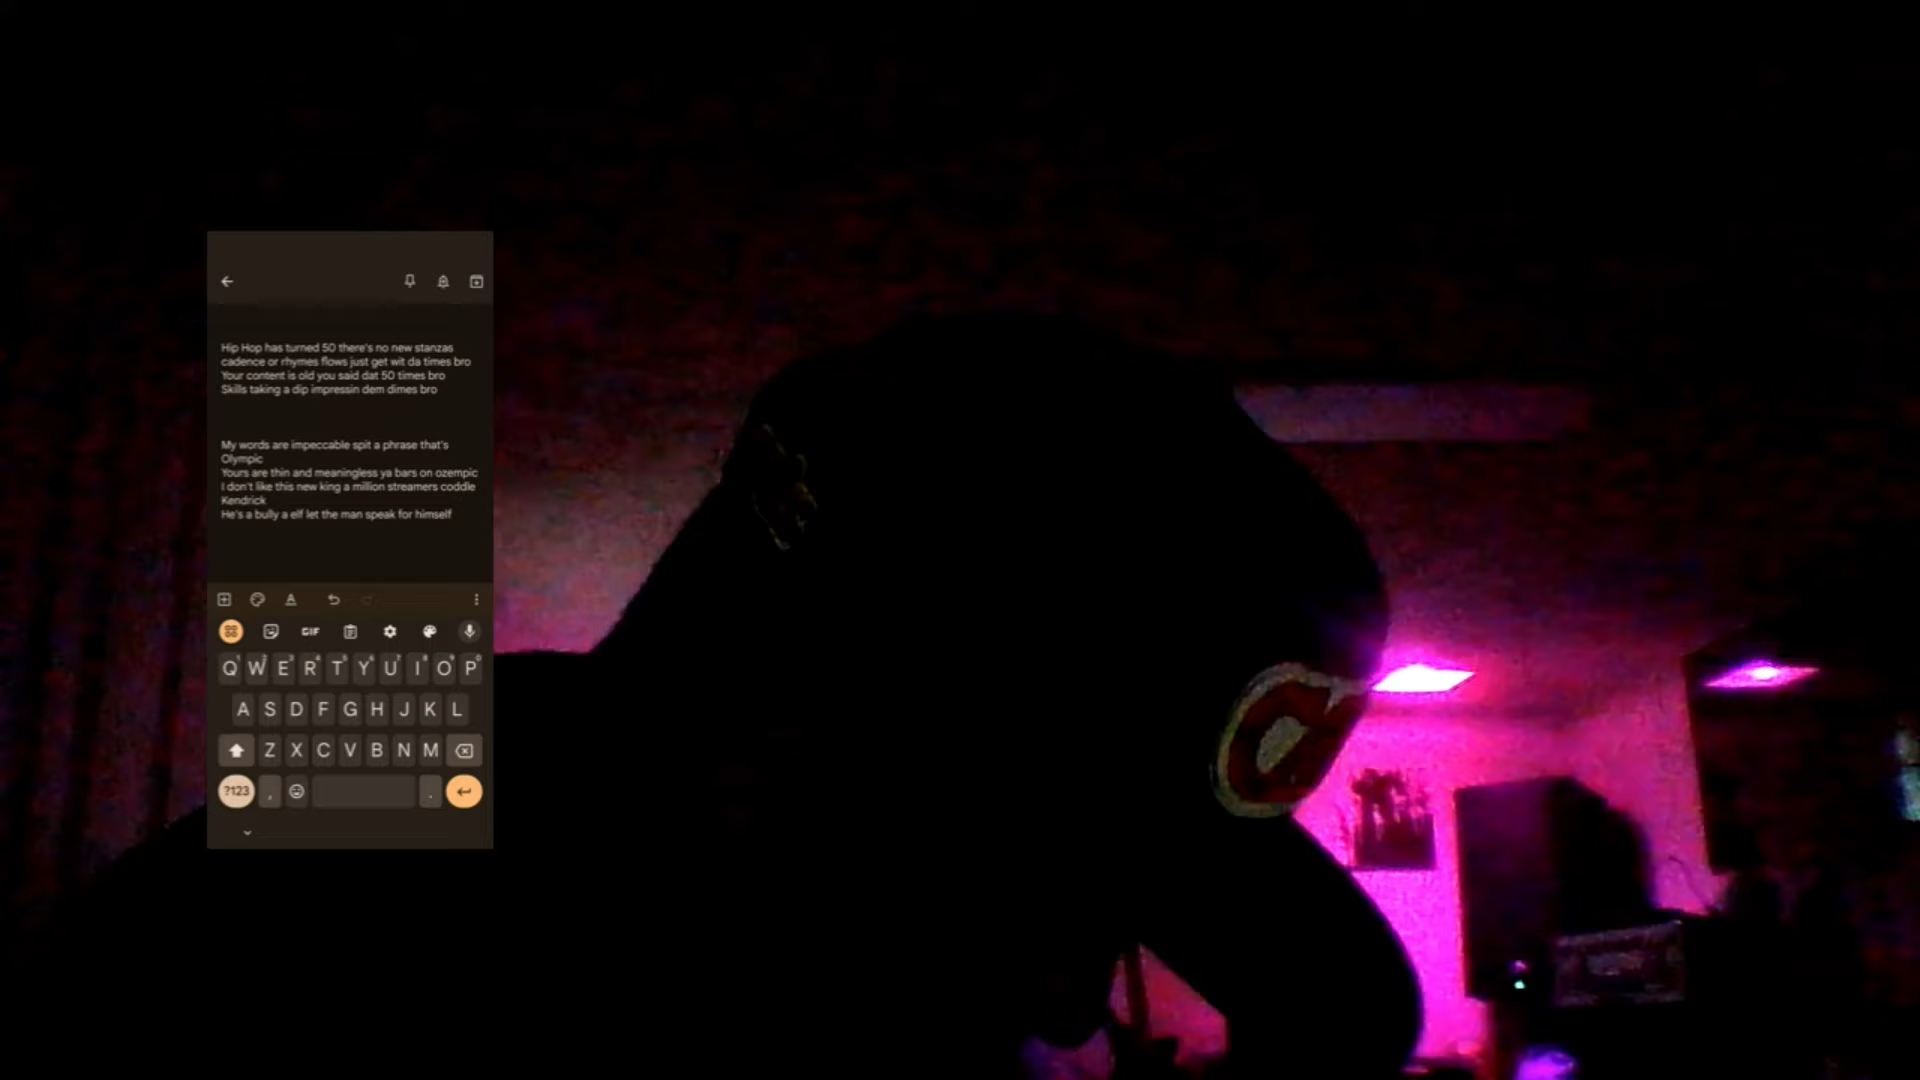 Hip Hop has turned 50 there's no new stanzas
cadence or rhymes flows just get wit da times bro
Your content is old you said dat 50 times bro
Skills taking a dip impressin dem dimes bro
My words are impeccable spit a phrase that's
Olympic
Yours are thin and meaningless ya bars on ozempic
I don't like this new king a million streamers coddle
Kendrick
He's a bully a elf let the man speak for himself
GIF
Q W E R T Y U I O P
A S D F G H J K L
Z X C V B N M
?123 , .